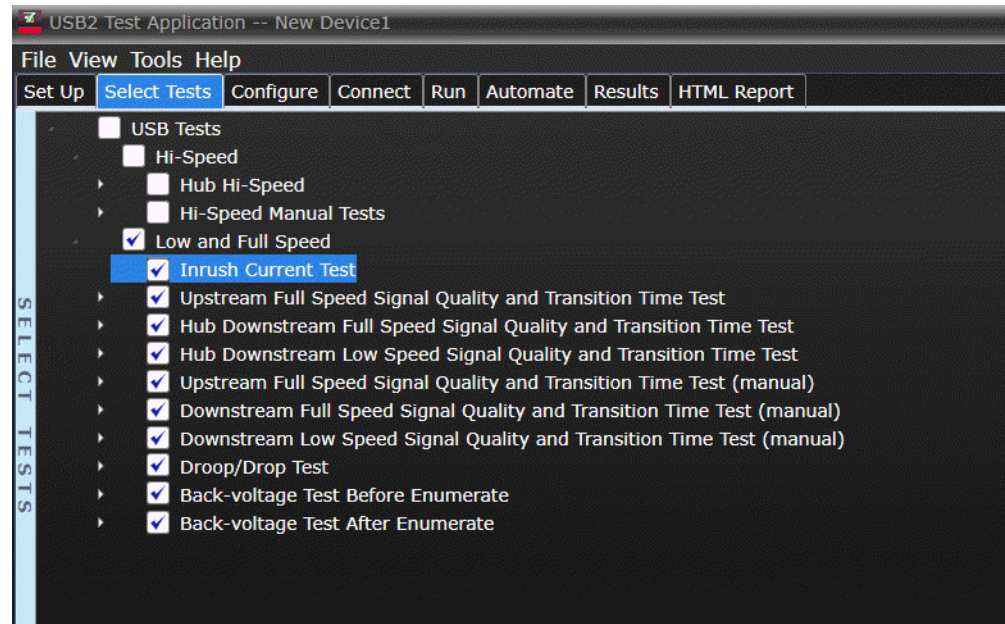 USB2 Test Application -- New Device1
File View Tools Help
Set Up Select Tests Configure Connect Run Automate Results HTML Report
USB Tests
Hi-Speed
Hub Hi-Speed
Hi-Speed Manual Tests
Low and Full Speed
Inrush Current Test
Upstream Full Speed Signal Quality and Transition Time Test
Hub Downstream Full Speed Signal Quality and Transition Time Test
Hub Downstream Low Speed Signal Quality and Transition Time Test
Upstream Full Speed Signal Quality and Transition Time Test (manual)
Downstream Full Speed Signal Quality and Transition Time Test (manual)
Downstream Low Speed Signal Quality and Transition Time Test (manual)
Droop/Drop Test
Back-voltage Test Before Enumerate
Back-voltage Test After Enumerate
SELECT TESTS